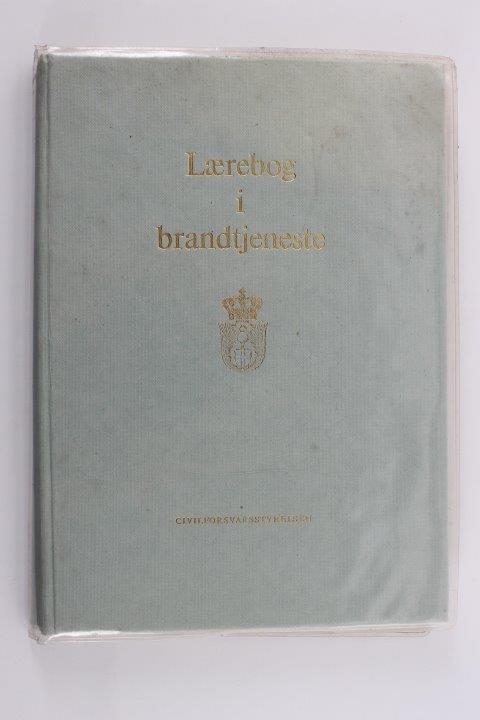 Lærebog
i
brandtjeneste
CIVILFORSVARSSTYRELSEN